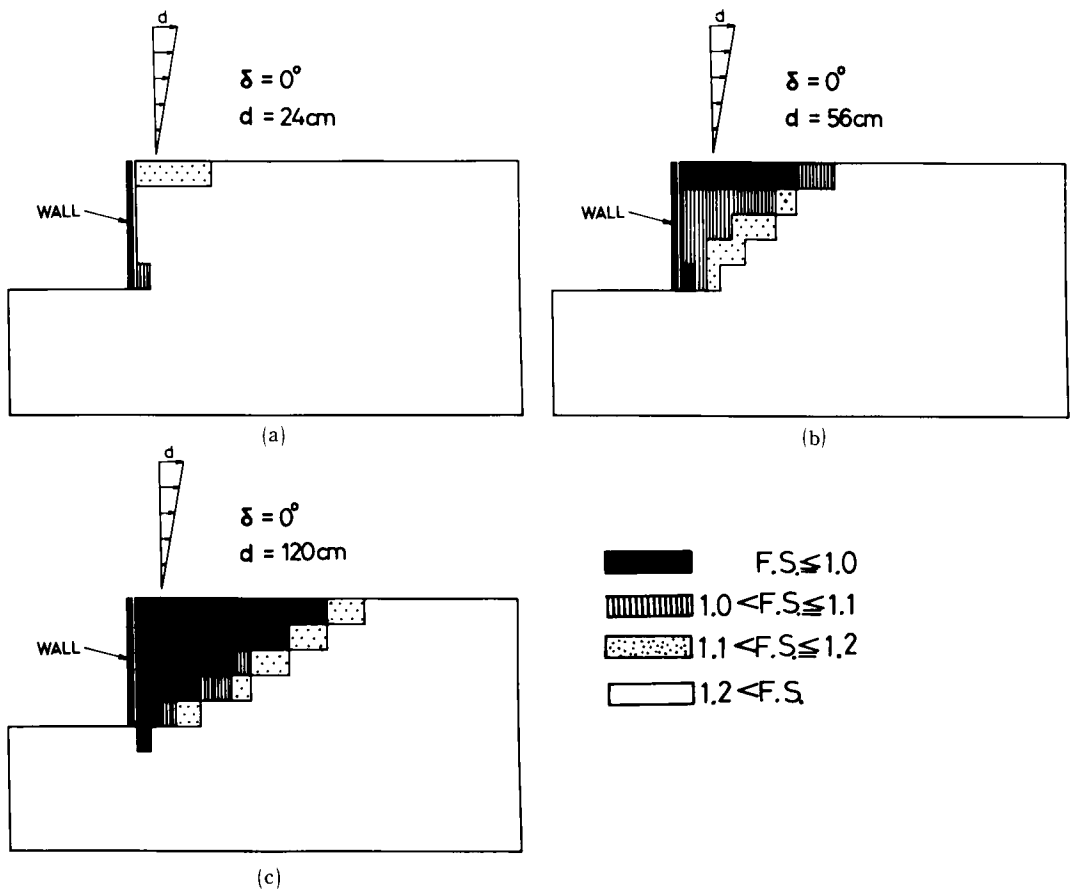 d
δ = 0°
d = 24cm
WALL
(a)
d
δ = 0°
d = 56cm
WALL
(b)
d
δ = 0°
d = 120cm
WALL
(c)
F.S.≦1.0
1.0 <F.S.≦1.1
1.1 <F.S.≦1.2
1.2 <F.S.